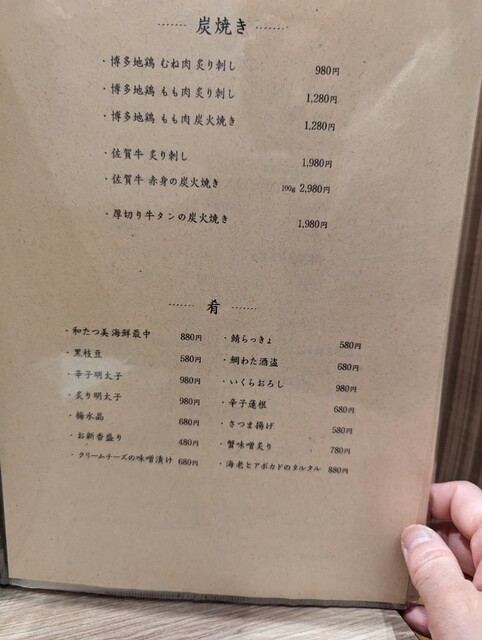 炭焼き
・博多地鶏 むね肉 炙り刺し 980円
・博多地鶏 もも肉 炙り刺し 1,280円
・博多地鶏 もも肉 炭火焼き 1,280円
・佐賀牛 炙り刺し 1,980円
・佐賀牛 赤身の炭火焼き 100g 2,980円
・厚切り牛タンの炭火焼き 1,980円
肴
・和たつ美 海鮮最中 880円
・黒枝豆 580円
・辛子明太子 980円
・炙り明太子 980円
・梅水晶 680円
・お新香盛り 480円
・クリームチーズの味噌漬け 680円
・鯖らっきょ 580円
・鯛わた酒盗 680円
・いくらおろし 980円
・辛子蓮根 680円
・さつま揚げ 580円
・蟹味噌炙り 780円
・海老とアボカドのタルタル 880円